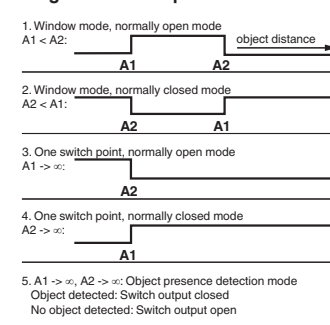 1. Window mode, normally open mode
A1 < A2:
object distance
A1 A2
2. Window mode, normally closed mode
A2 < A1:
A2 A1
3. One switch point, normally open mode
A1 -> ∞:
A2
4. One switch point, normally closed mode
A2 -> ∞:
A1
5. A1 -> ∞, A2 -> ∞: Object presence detection mode
Object detected: Switch output closed
No object detected: Switch output open